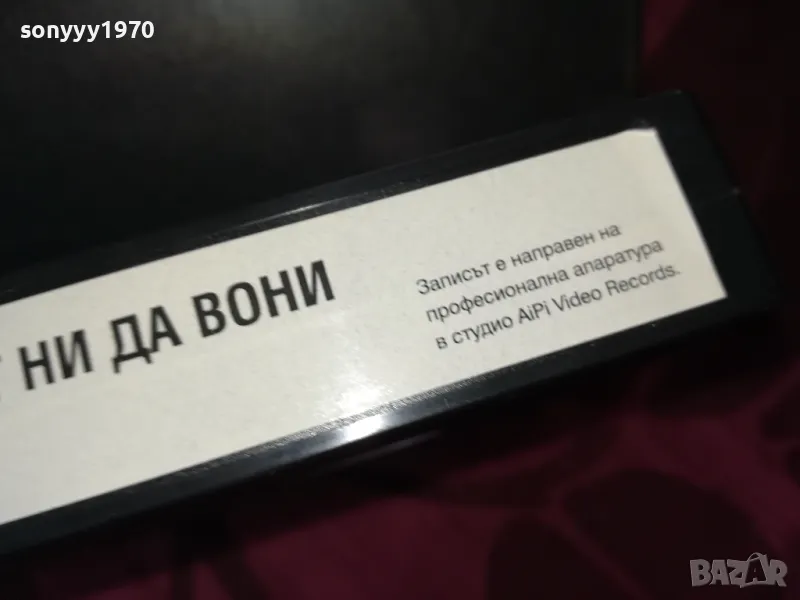 sonyyy1970
НИ ДА ВОНИ
Записът е направен на
професионална апаратура
в студио AiPi Video Records.
BAZAR